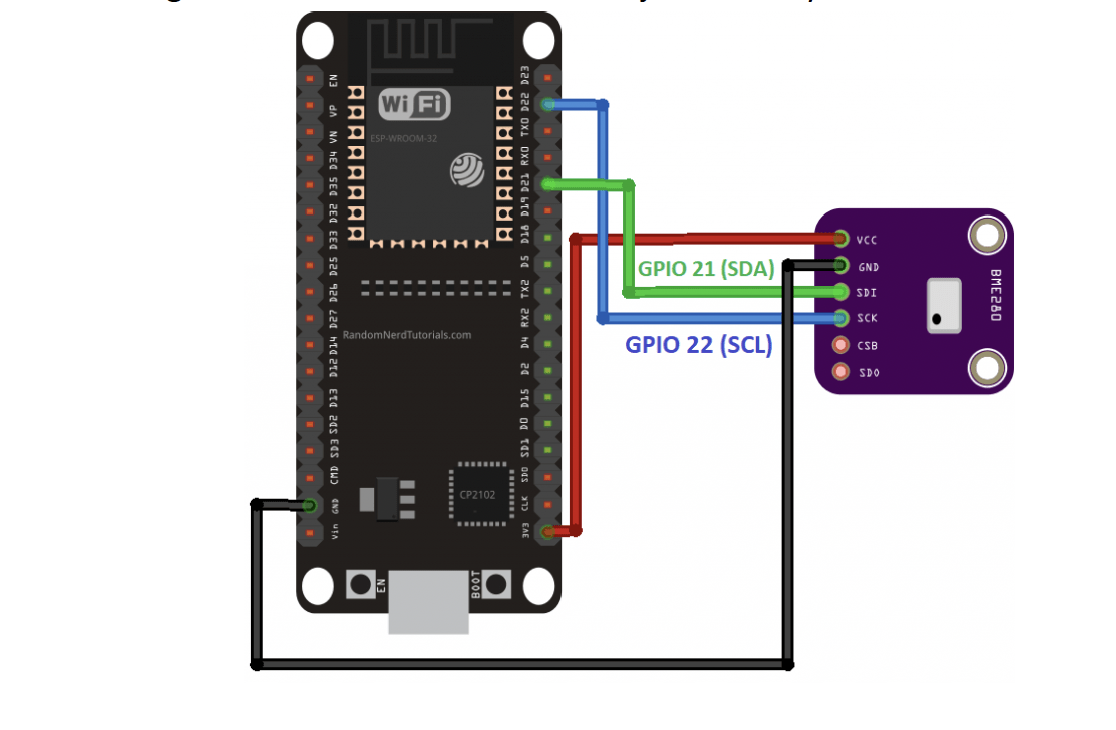 EN
VP
VN
D34
D35
D32
D33
D25
D26
D27
D14
D12
D13
SD2
SD3
CMD
GND
Vin
WiFi
ESP-WROOM-32
RandomNerdTutorials.com
CP2102
EN
BOOT
D23
D22
TX0
RX0
D21
D19
D18
D5
TX2
RX2
D4
D2
D15
D0
SD1
SD0
CLK
3V3
GPIO 21 (SDA)
GPIO 22 (SCL)
VCC
GND
SDI
SCK
CSB
SDO
BME280